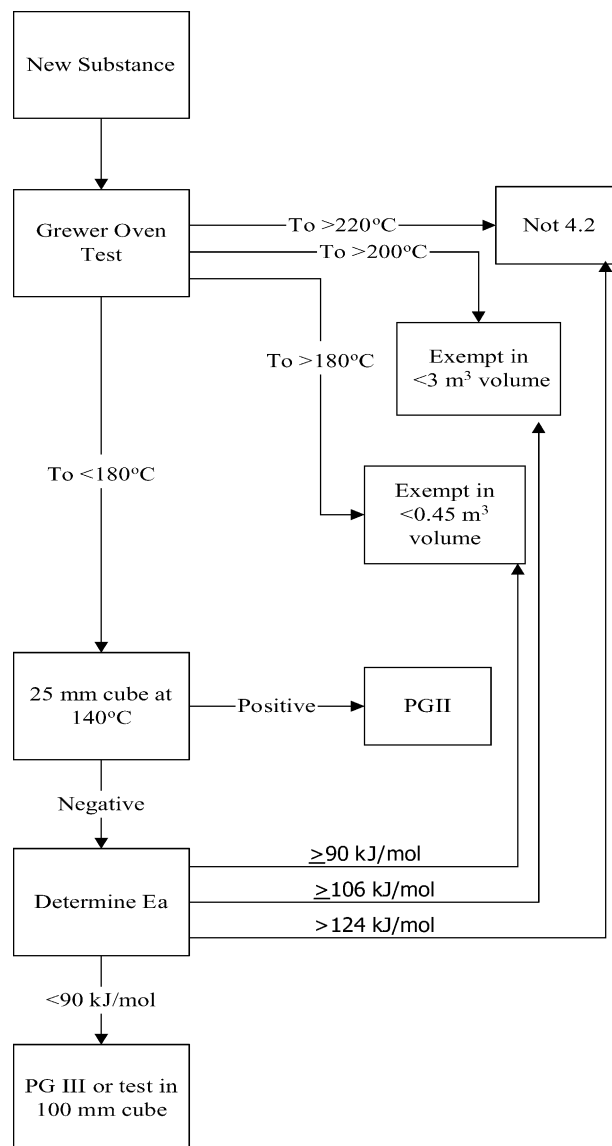 New Substance
Grewer Oven
Test
To >220°C
Not 4.2
To >200°C
To >180°C
Exempt in
<3 m³ volume
To <180°C
Exempt in
<0.45 m³
volume
25 mm cube at
140°C
Positive
PGII
Negative
Determine Ea
≥90 kJ/mol
≥106 kJ/mol
>124 kJ/mol
<90 kJ/mol
PG III or test in
100 mm cube